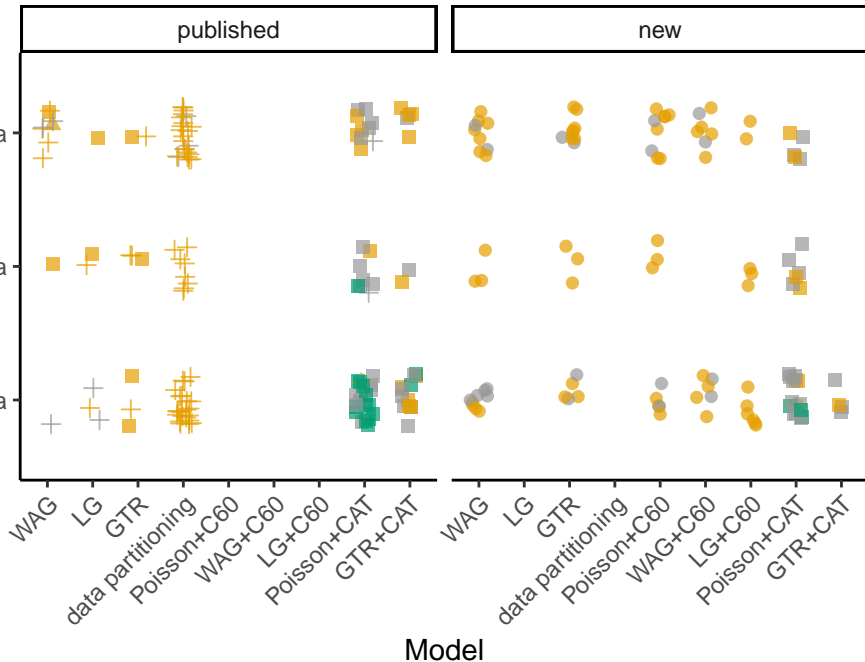 published
new
a
a
a
WAG
LG
GTR
data partitioning
Poisson+C60
WAG+C60
LG+C60
Poisson+CAT
GTR+CAT
WAG
LG
GTR
data partitioning
Poisson+C60
WAG+C60
LG+C60
Poisson+CAT
GTR+CAT
Model